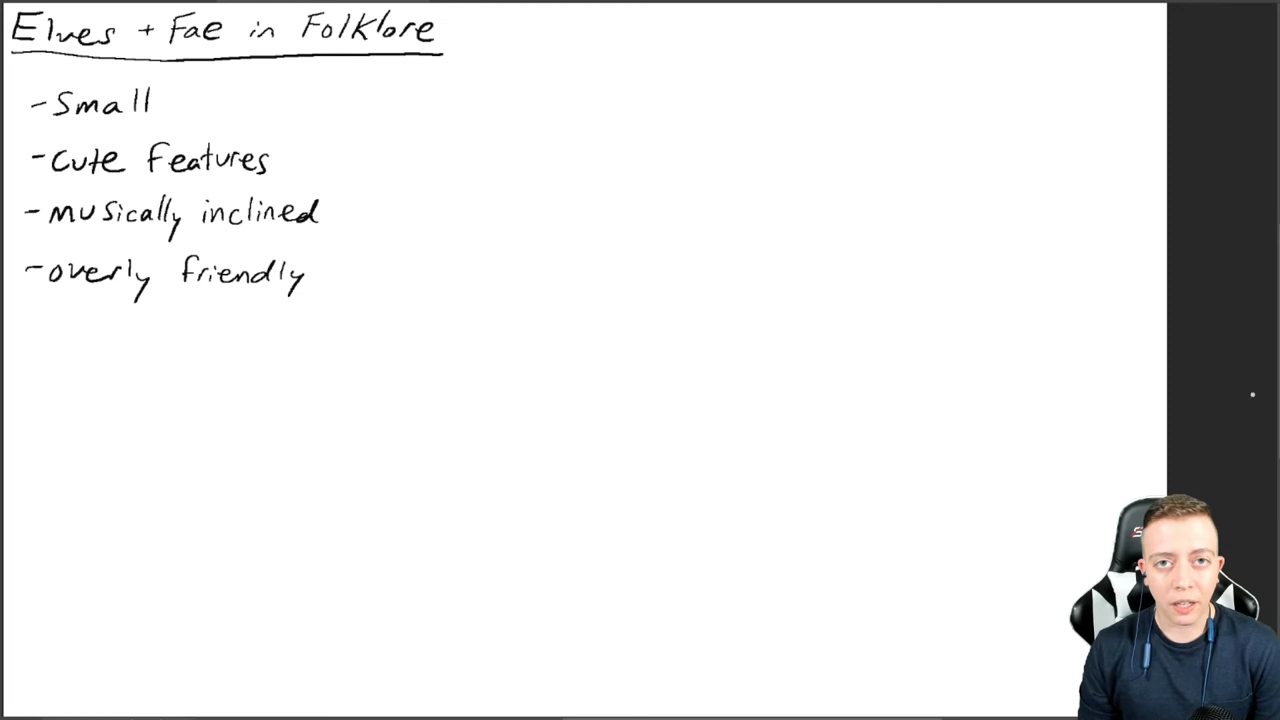 Elves + Fae in Folklore
- Small
- cute features
- musically inclined
- overly friendly